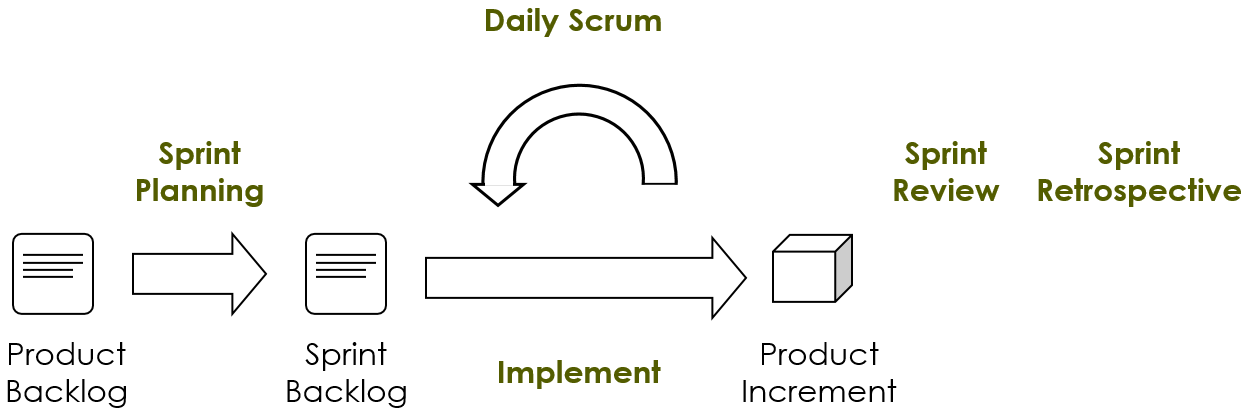 Daily Scrum
Sprint
Planning
Sprint
Review
Sprint
Retrospective
Product
Backlog
Sprint
Backlog
Implement
Product
Increment